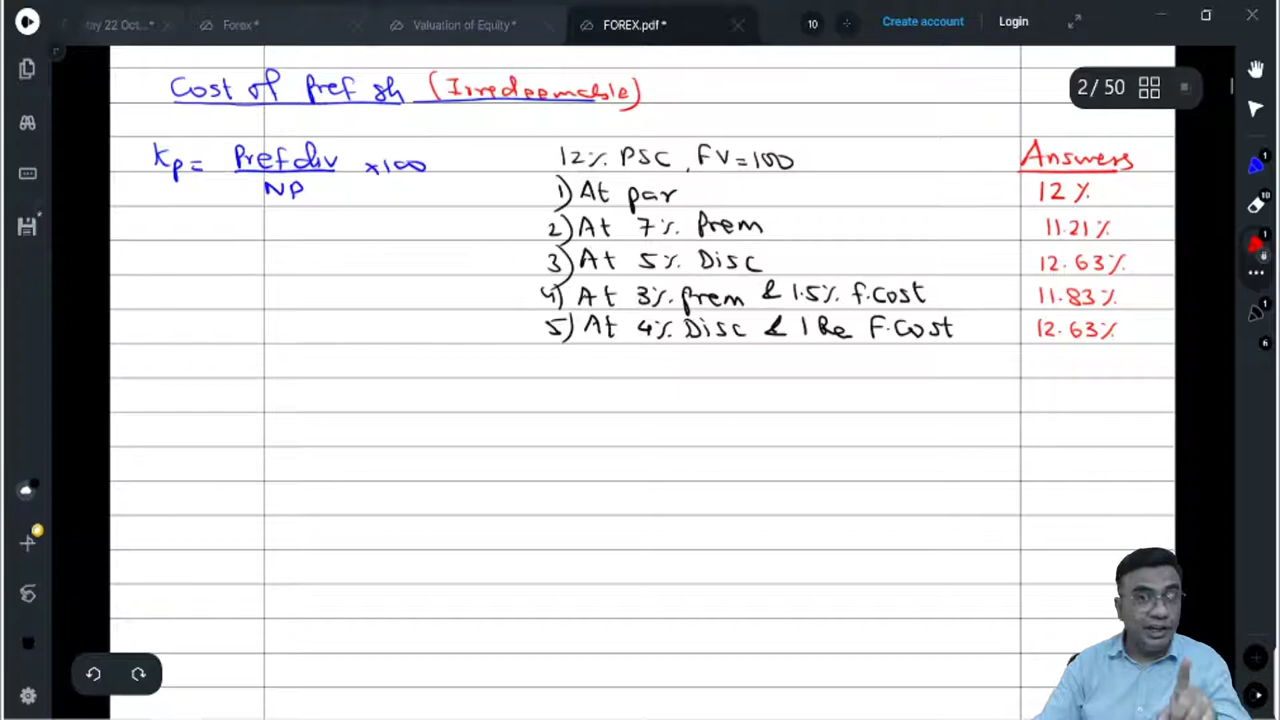 ay 22 Oct...*
Forex*
Valuation of Equity*
FOREX.pdf *
10
Create account
Login
2/50
Cost of Pref sh (Irredeemable)
Kp= Pref div x100
NP
12% PSC, FV=100
Answers
1) At par 12%
2) At 7% Prem 11.21%
3) At 5% Disc 12.63%
4) At 3% prem & 1.5% f.cost 11.83%
5) At 4% Disc & 1 Re F.Cost 12.63%